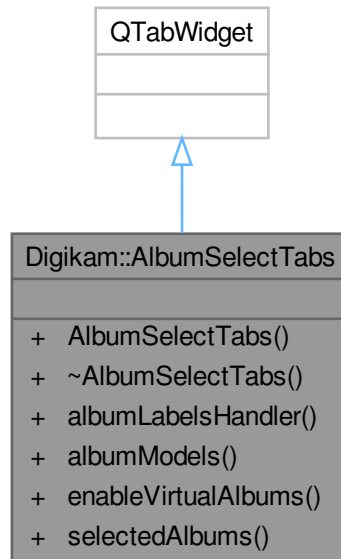 QTabWidget
Digikam::AlbumSelectTabs
+ AlbumSelectTabs()
+ ~AlbumSelectTabs()
+ albumLabelsHandler()
+ albumModels()
+ enableVirtualAlbums()
+ selectedAlbums()